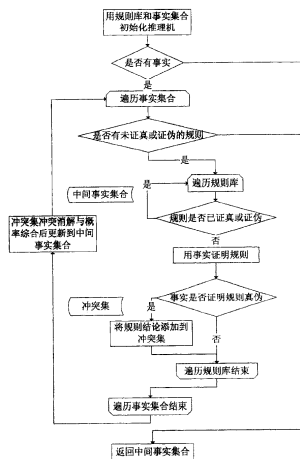 用规则库和事实集合
初始化推理机
是否有事实
是
遍历事实集合
是否有未证真或证伪的规则
是
中间事实集合
是
遍历规则库
规则是否已证真或证伪
冲突集冲突消解与概
率综合后更新到中间
事实集合
否
用事实证明规则
事实是否证明规则真伪
冲突集
是
将规则结论添加到
冲突集
否
遍历规则库结束
遍历事实集合结束
返回中间事实集合